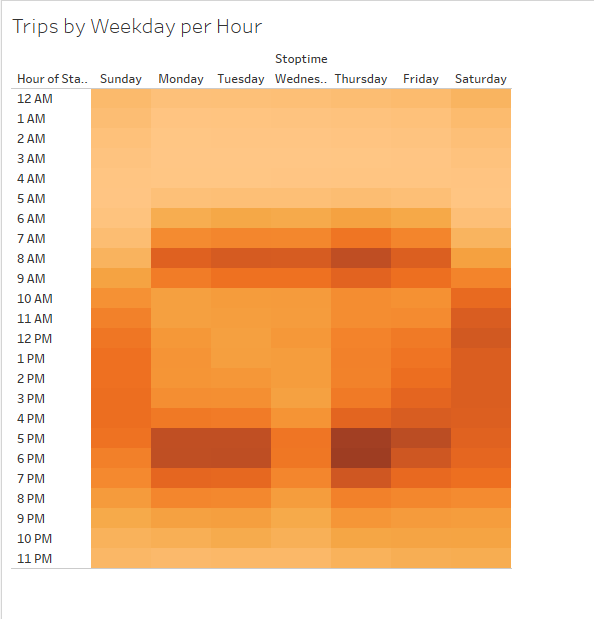 Trips by Weekday per Hour
Stoptime
Hour of Sta.. Sunday Monday Tuesday Wednes.. Thursday Friday Saturday
12 AM
1 AM
2 AM
3 AM
4 AM
5 AM
6 AM
7 AM
8 AM
9 AM
10 AM
11 AM
12 PM
1 PM
2 PM
3 PM
4 PM
5 PM
6 PM
7 PM
8 PM
9 PM
10 PM
11 PM